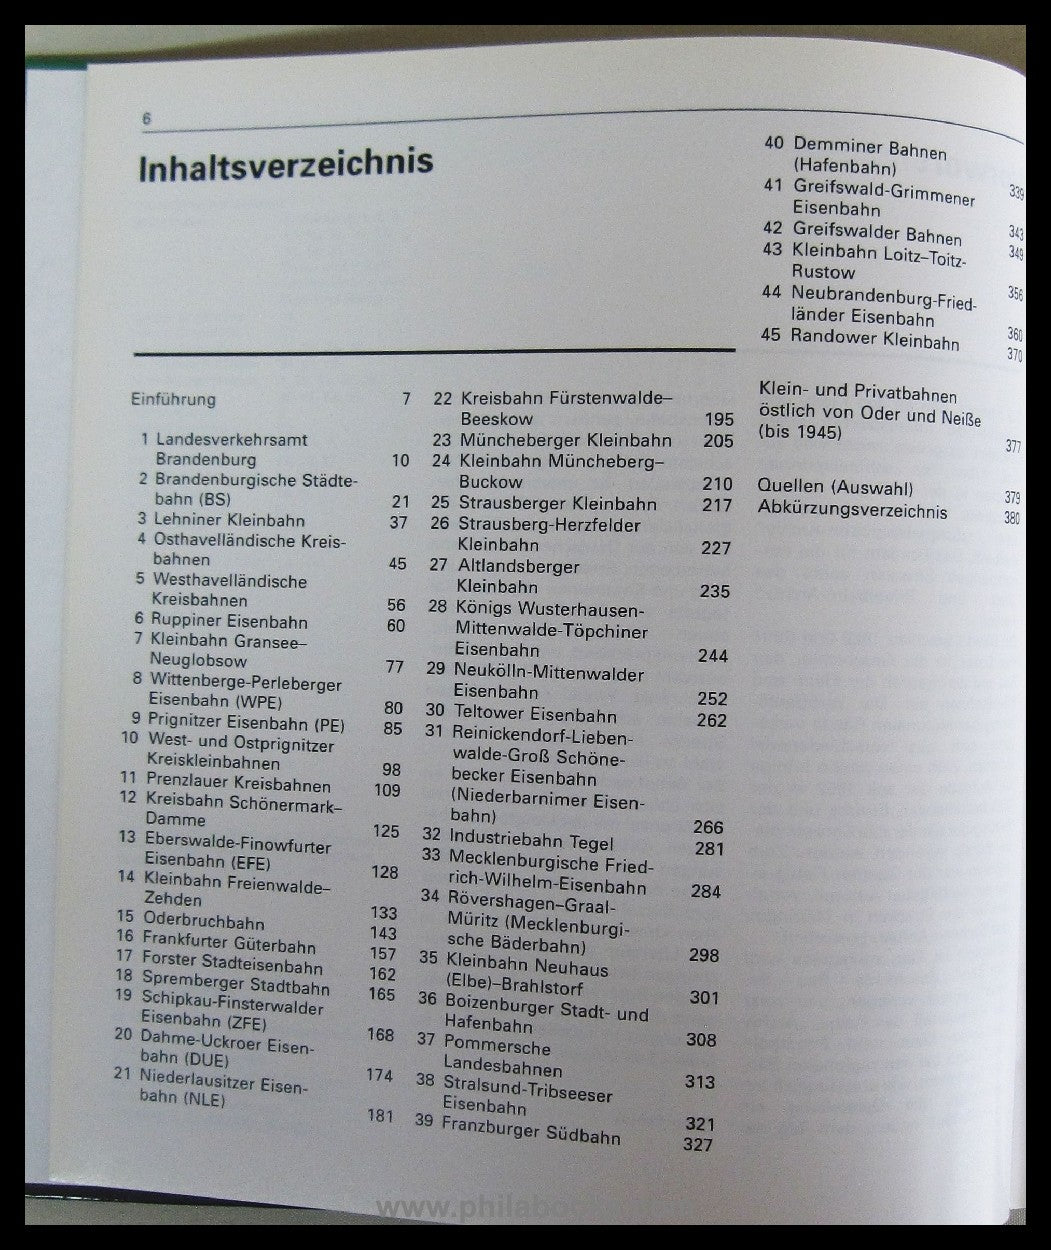 6
Inhaltsverzeichnis
Einführung 7
1 Landesverkehrsamt
Brandenburg 10
2 Brandenburgische Städte-
bahn (BS) 21
3 Lehniner Kleinbahn 37
4 Osthavelländische Kreis-
bahnen 45
5 Westhavelländische
Kreisbahnen 56
6 Ruppiner Eisenbahn 60
7 Kleinbahn Gransee–
Neuglobsow 77
8 Wittenberge-Perleberger
Eisenbahn (WPE) 80
9 Prignitzer Eisenbahn (PE) 85
10 West- und Ostprignitzer
Kreiskleinbahnen 98
11 Prenzlauer Kreisbahnen 109
12 Kreisbahn Schönermark–
Damme 125
13 Eberswalde-Finowfurter
Eisenbahn (EFE) 128
14 Kleinbahn Freienwalde–
Zehden 133
15 Oderbruchbahn 143
16 Frankfurter Güterbahn 157
17 Forster Stadteisenbahn 162
18 Spremberger Stadtbahn 165
19 Schipkau-Finsterwalder
Eisenbahn (ZFE) 168
20 Dahme-Uckroer Eisen-
bahn (DUE) 174
21 Niederlausitzer Eisen-
bahn (NLE) 181
22 Kreisbahn Fürstenwalde–
Beeskow 195
23 Müncheberger Kleinbahn 205
24 Kleinbahn Müncheberg–
Buckow 210
25 Strausberger Kleinbahn 217
26 Strausberg-Herzfelder
Kleinbahn 227
27 Altlandsberger
Kleinbahn 235
28 Königs Wusterhausen-
Mittenwalde-Töpchiner
Eisenbahn 244
29 Neukölln-Mittenwalder
Eisenbahn 252
30 Teltower Eisenbahn 262
31 Reinickendorf-Lieben-
walde-Groß Schöne-
becker Eisenbahn
(Niederbarnimer Eisen-
bahn) 266
32 Industriebahn Tegel 281
33 Mecklenburgische Fried-
rich-Wilhelm-Eisenbahn 284
34 Rövershagen–Graal-
Müritz (Mecklenburgi-
sche Bäderbahn) 298
35 Kleinbahn Neuhaus
(Elbe)–Brahlstorf 301
36 Boizenburger Stadt- und
Hafenbahn 308
37 Pommersche
Landesbahnen 313
38 Stralsund-Tribseeser
Eisenbahn 321
39 Franzburger Südbahn 327
40 Demminer Bahnen
(Hafenbahn) 339
41 Greifswald-Grimmener
Eisenbahn 343
42 Greifswalder Bahnen 349
43 Kleinbahn Loitz–Toitz-
Rustow 356
44 Neubrandenburg-Fried-
länder Eisenbahn 360
45 Randower Kleinbahn 370
Klein- und Privatbahnen
östlich von Oder und Neiße
(bis 1945) 377
Quellen (Auswahl) 379
Abkürzungsverzeichnis 380